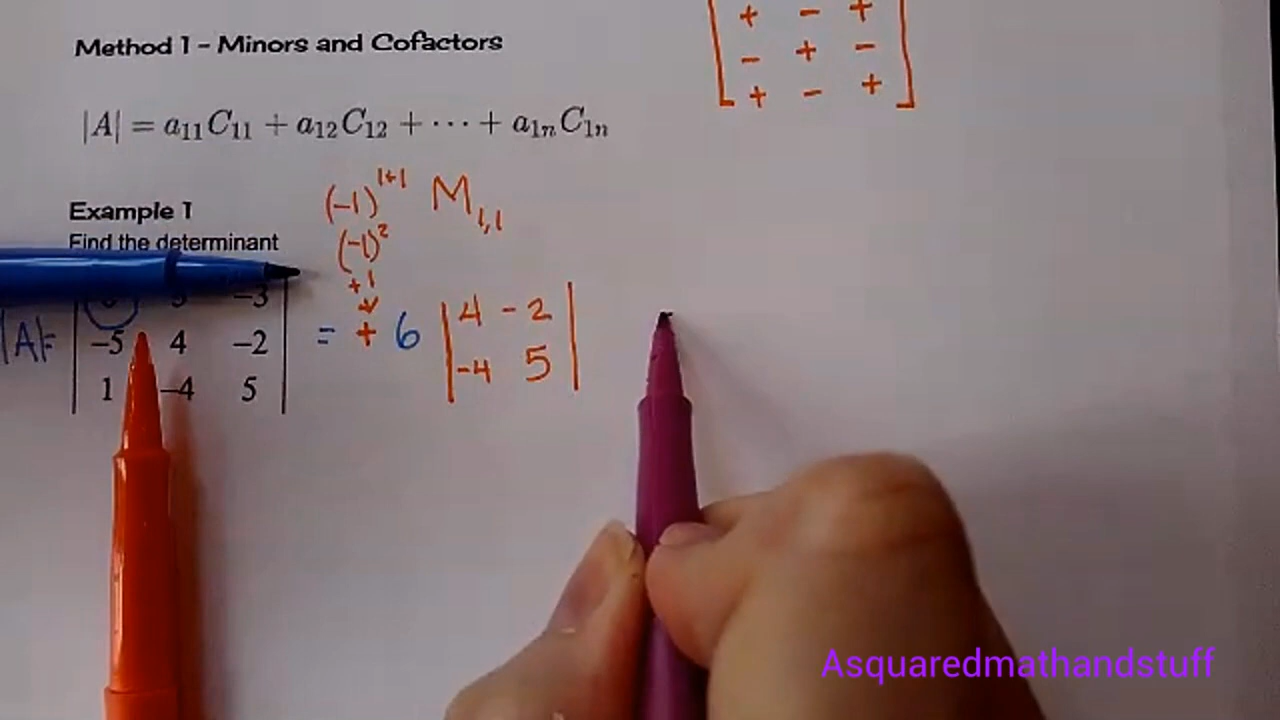 + - +
Method 1 - Minors and Cofactors
- + -
+ - +
|A| = a₁₁C₁₁ + a₁₂C₁₂ + ⋯ + a₁ₙC₁ₙ
(-1)¹⁺¹ M₁,₁
Example 1
Find the determinant
(-1)²
+1
-3
|A|= -5 4 -2 = + 6 | 4 -2 |
1 -4 5 | -4 5 |
Asquaredmathandstuff